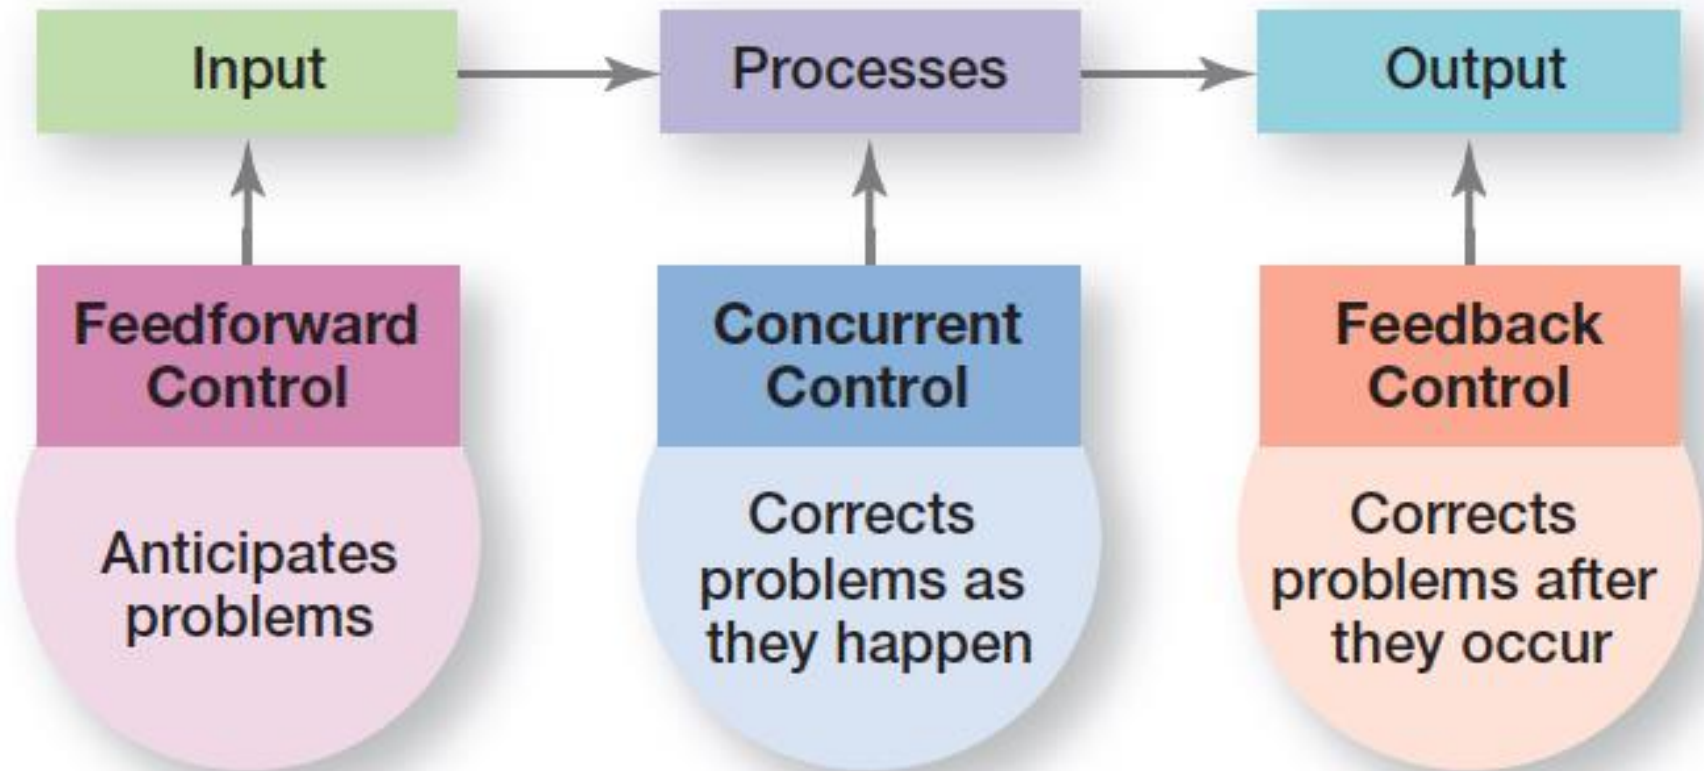 Input
Processes
Output
Feedforward
Control
Concurrent
Control
Feedback
Control
Anticipates
problems
Corrects
problems as
they happen
Corrects
problems after
they occur